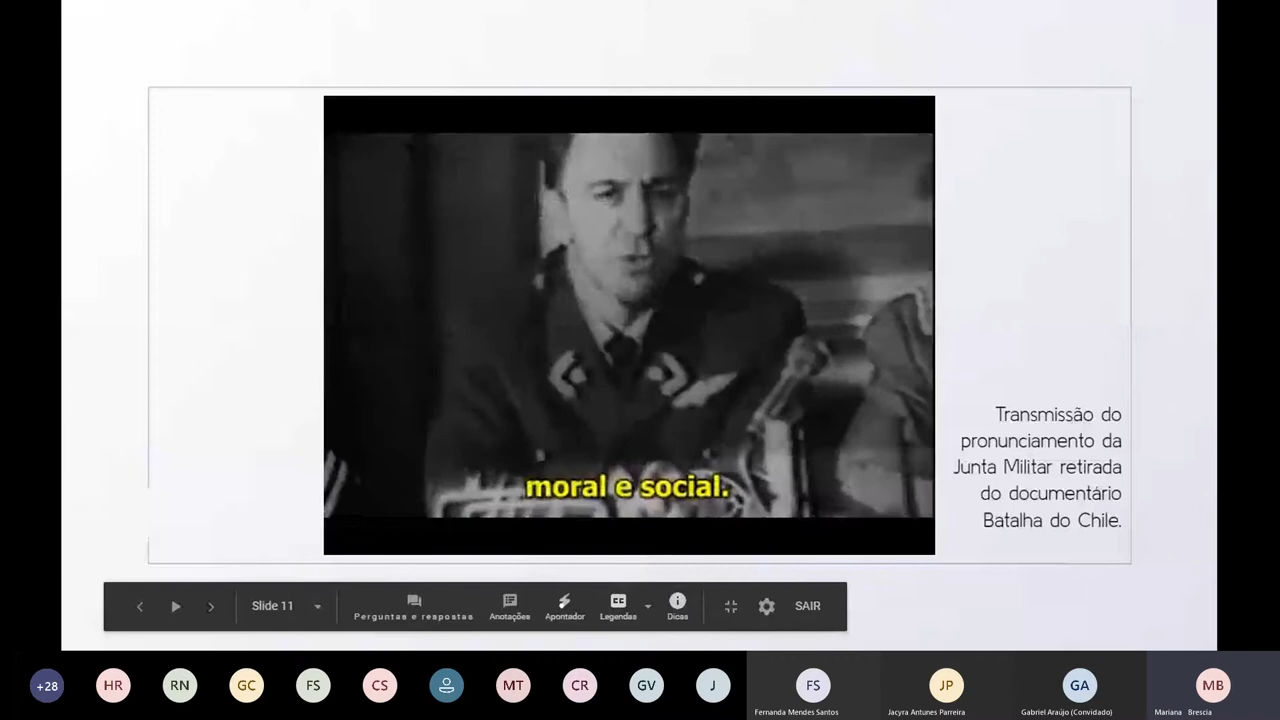 Transmissão do
pronunciamento da
Junta Militar retirada
do documentário
Batalha do Chile.
moral e social.
Slide 11
Perguntas e respostas
Anotações
Apontador
CC
Legendas
Dicas
SAIR
+28
HR
RN
GC
FS
CS
MT
CR
GV
J
FS
JP
GA
MB
Fernanda Mendes Santos
Jacyra Antunes Parreira
Gabriel Araújo (Convidado)
Mariana Brescia